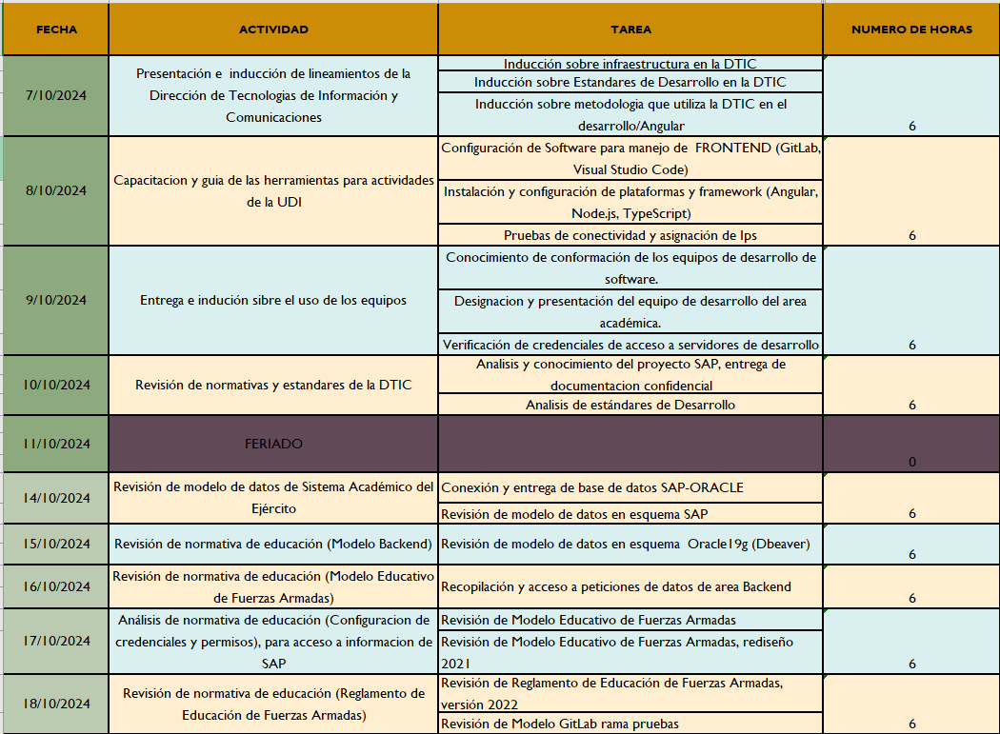 FECHA
ACTIVIDAD
TAREA
NUMERO DE HORAS
7/10/2024
Presentación e  inducción de lineamientos de la
Dirección de Tecnologias de Información y
Comunicaciones
Inducción sobre infraestructura en la DTIC
Inducción sobre Estandares de Desarrollo en la DTIC
Inducción sobre metodologia que utiliza la DTIC en el
desarrollo/Angular
6
8/10/2024
Capacitacion y guia de las herramientas para actividades
de la UDI
Configuración de Software para manejo de  FRONTEND (GitLab,
Visual Studio Code)
Instalación y configuración de plataformas y framework (Angular,
Node.js, TypeScript)
Pruebas de conectividad y asignación de Ips
6
9/10/2024
Entrega e indución sibre el uso de los equipos
Conocimiento de conformación de los equipos de desarrollo de
software.
Designacion y presentación del equipo de desarrollo del area
académica.
Verificación de credenciales de acceso a servidores de desarrollo
6
10/10/2024
Revisión de normativas y estandares de la DTIC
Analisis y conocimiento del proyecto SAP, entrega de
documentacion confidencial
Analisis de estándares de Desarrollo
6
11/10/2024
FERIADO
0
14/10/2024
Revisión de modelo de datos de Sistema Académico del
Ejército
Conexión y entrega de base de datos SAP-ORACLE
Revisión de modelo de datos en esquema SAP
6
15/10/2024
Revisión de normativa de educación (Modelo Backend)
Revisión de modelo de datos en esquema  Oracle19g (Dbeaver)
6
16/10/2024
Revisión de normativa de educación (Modelo Educativo
de Fuerzas Armadas)
Recopilación y acceso a peticiones de datos de area Backend
6
17/10/2024
Análisis de normativa de educación (Configuracion de
credenciales y permisos), para acceso a informacion de
SAP
Revisión de Modelo Educativo de Fuerzas Armadas
Revisión de Modelo Educativo de Fuerzas Armadas, rediseño
2021
6
18/10/2024
Revisión de normativa de educación (Reglamento de
Educación de Fuerzas Armadas)
Revisión de Reglamento de Educación de Fuerzas Armadas,
versión 2022
Revisión de Modelo GitLab rama pruebas
6